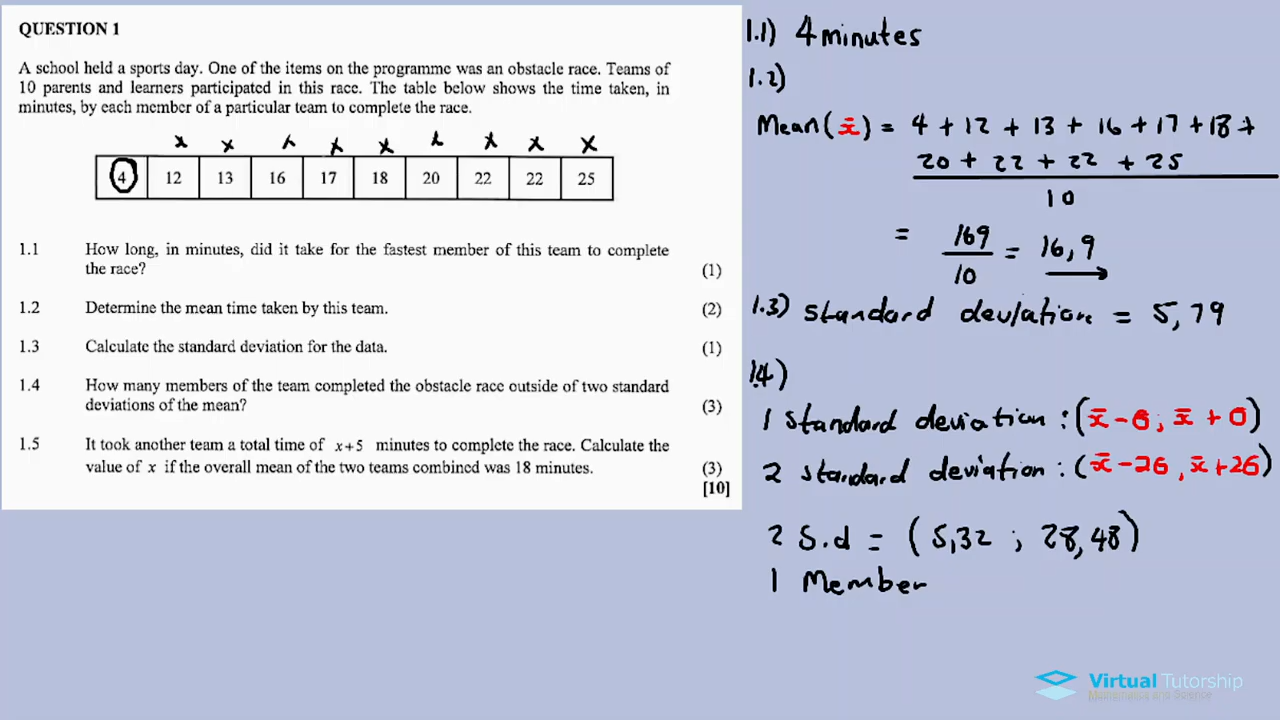 QUESTION 1
A school held a sports day. One of the items on the programme was an obstacle race. Teams of
10 parents and learners participated in this race. The table below shows the time taken, in
minutes, by each member of a particular team to complete the race.
x x x x x x x x x
4 12 13 16 17 18 20 22 22 25
1.1 How long, in minutes, did it take for the fastest member of this team to complete
the race? (1)
1.2 Determine the mean time taken by this team. (2)
1.3 Calculate the standard deviation for the data. (1)
1.4 How many members of the team completed the obstacle race outside of two standard
deviations of the mean? (3)
1.5 It took another team a total time of x+5 minutes to complete the race. Calculate the
value of x if the overall mean of the two teams combined was 18 minutes. (3)
[10]
1.1) 4 minutes
1.2)
Mean (x̄) = 4 + 12 + 13 + 16 + 17 + 18 +
20 + 22 + 22 + 25
10
= 169/10 = 16,9
1.3) standard deviation = 5,79
1.4)
1 standard deviation : (x̄ - σ ; x̄ + σ)
2 standard deviation : (x̄ - 2σ , x̄ + 2σ)
2 S.d = (5,32 ; 28,48)
1 Member
Virtual Tutorship
Mathematics and Science